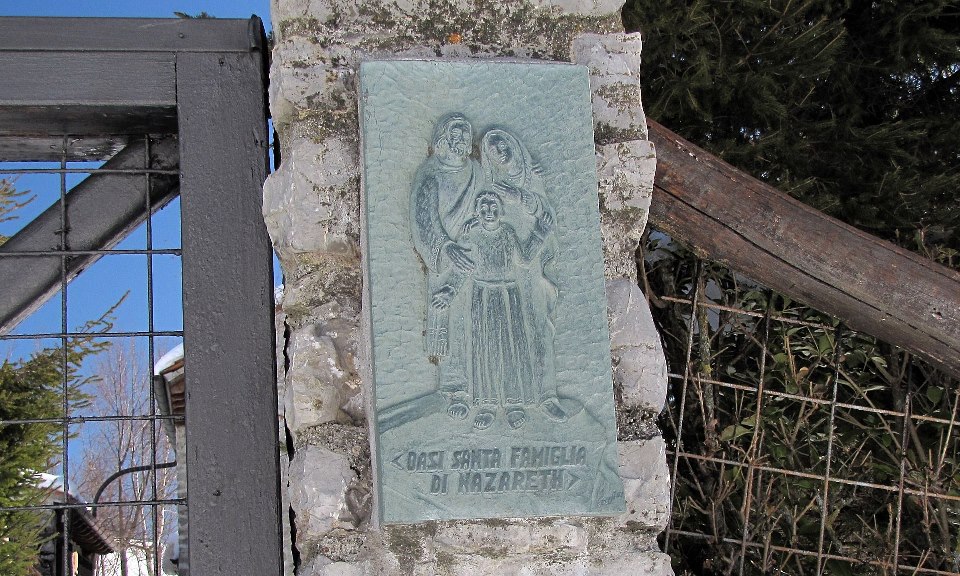 <OASI SANTA FAMIGLIA
DI NAZARETH>